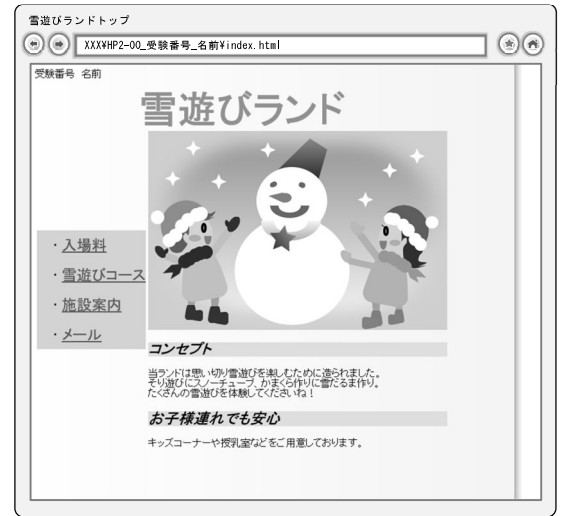 雪遊びランドトップ
XXX¥HP2-00_受験番号_名前¥index.html
受験番号 名前
雪遊びランド
・入場料
・雪遊びコース
・施設案内
・メール
コンセプト
当ランドは思い切り雪遊びを楽しむために造られました。
そり遊びにスノーチューブ、かまくら作りに雪だるま作り。
たくさんの雪遊びを体験してくださいね！
お子様連れでも安心
キッズコーナーや授乳室などをご用意しております。